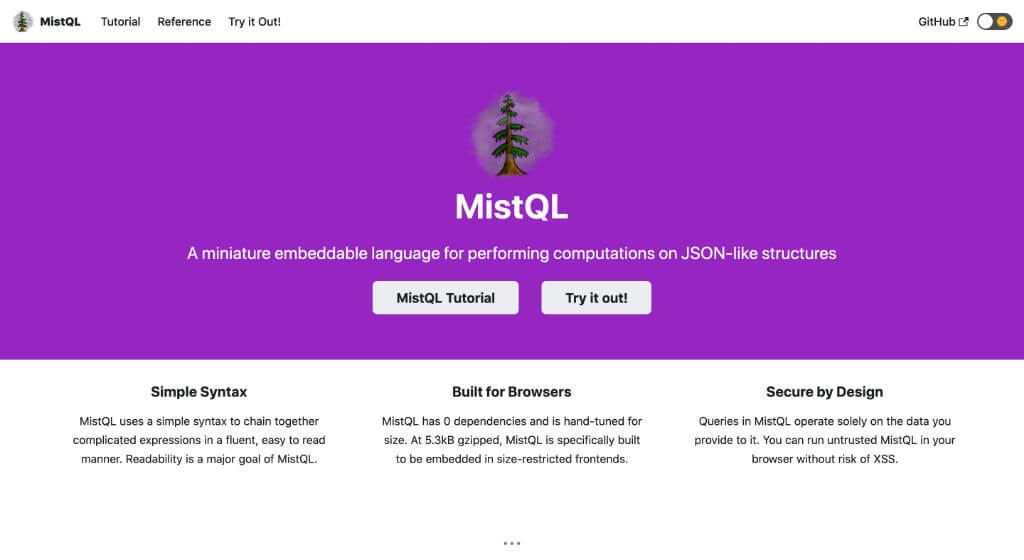 MistQL Tutorial Reference Try it Out! GitHub
MistQL
A miniature embeddable language for performing computations on JSON-like structures
MistQL Tutorial Try it out!
Simple Syntax Built for Browsers Secure by Design
MistQL uses a simple syntax to chain together
complicated expressions in a fluent, easy to read
manner. Readability is a major goal of MistQL.
MistQL has 0 dependencies and is hand-tuned for
size. At 5.3kB gzipped, MistQL is specifically built
to be embedded in size-restricted frontends.
Queries in MistQL operate solely on the data you
provide to it. You can run untrusted MistQL in your
browser without risk of XSS.